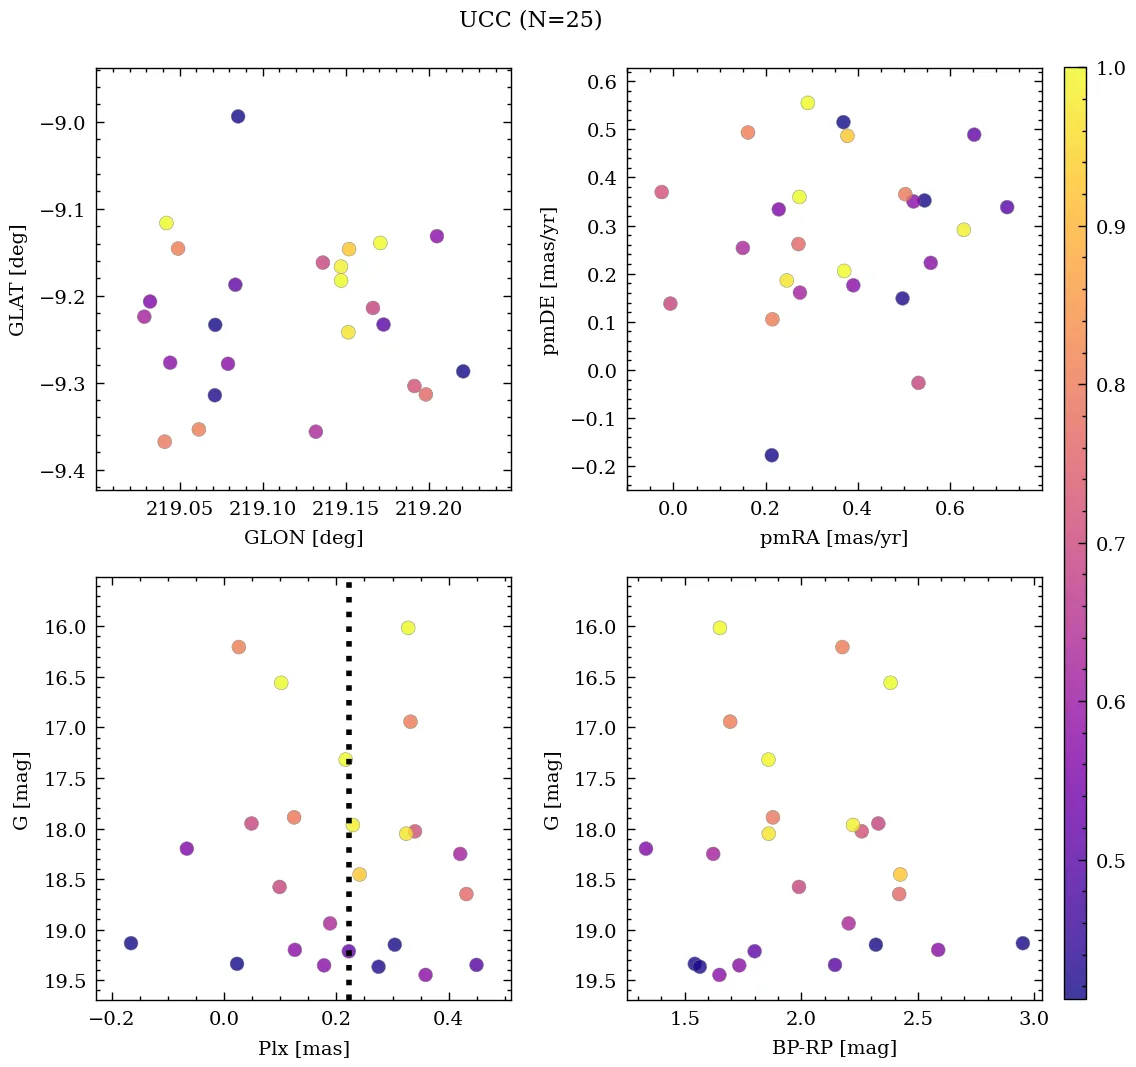 UCC (N=25)
−9.0
−9.1
−9.2
−9.3
−9.4
GLAT [deg]
219.05 219.10 219.15 219.20
GLON [deg]
0.6
0.5
0.4
0.3
0.2
0.1
0.0
−0.1
−0.2
pmDE [mas/yr]
0.0 0.2 0.4 0.6
pmRA [mas/yr]
16.0
16.5
17.0
17.5
18.0
18.5
19.0
19.5
G [mag]
−0.2 0.0 0.2 0.4
Plx [mas]
16.0
16.5
17.0
17.5
18.0
18.5
19.0
19.5
G [mag]
1.5 2.0 2.5 3.0
BP-RP [mag]
1.0
0.9
0.8
0.7
0.6
0.5